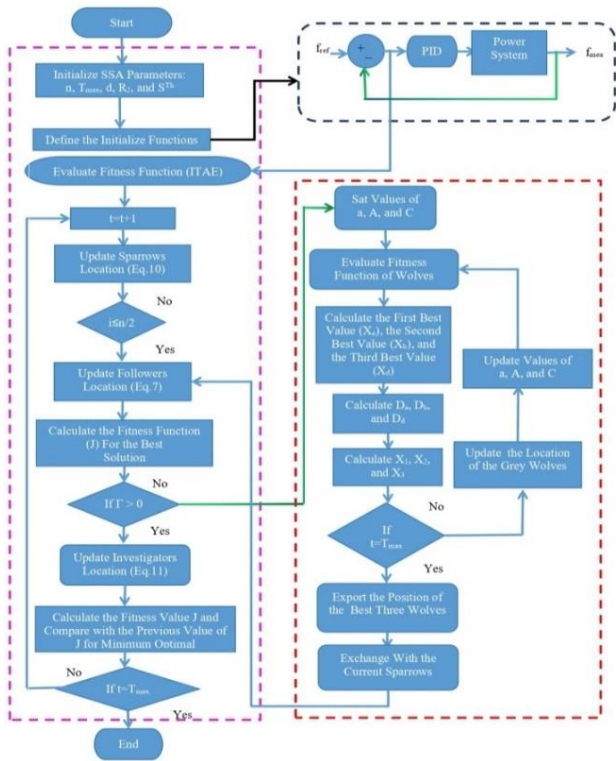 Start
Initialize SSA Parameters:
n, Tmax, d, R2, and STh
Define the Initialize Functions
Evaluate Fitness Function (ITAE)
t=t+1
Update Sparrows
Location (Eq.10)
No
i≤n/2
Yes
Update Followers
Location (Eq.7)
Calculate the Fitness Function
(J) For the Best
Solution
No
If Γ > 0
Yes
Update Investigators
Location (Eq.11)
Calculate the Fitness Value J and
Compare with the Previous Value of
J for Minimum Optimal
No
If t=Tmax
Yes
End
fref
+
−
PID
Power
System
fmes
Sat Values of
a, A, and C
Evaluate Fitness
Function of Wolves
Calculate the First Best
Value (Xa), the Second
Best Value (Xb), and
the Third Best Value
(Xd)
Calculate Da, Db,
and Dd
Calculate X1, X2,
and X3
No
If
t=Tmax
Yes
Export the Position of
the Best Three Wolves
Exchange With the
Current Sparrows
Update Values of
a, A, and C
Update the Location
of the Grey Wolves